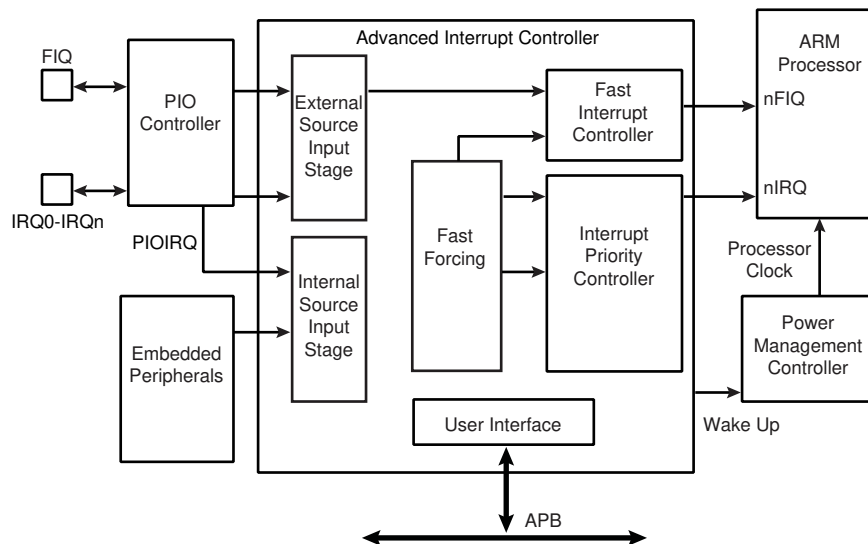 Advanced Interrupt Controller
FIQ
PIO
Controller
External
Source
Input
Stage
Fast
Interrupt
Controller
ARM
Processor
nFIQ
nIRQ
IRQ0-IRQn
PIOIRQ
Fast
Forcing
Interrupt
Priority
Controller
Internal
Source
Input
Stage
Processor
Clock
Embedded
Peripherals
Power
Management
Controller
User Interface
Wake Up
APB